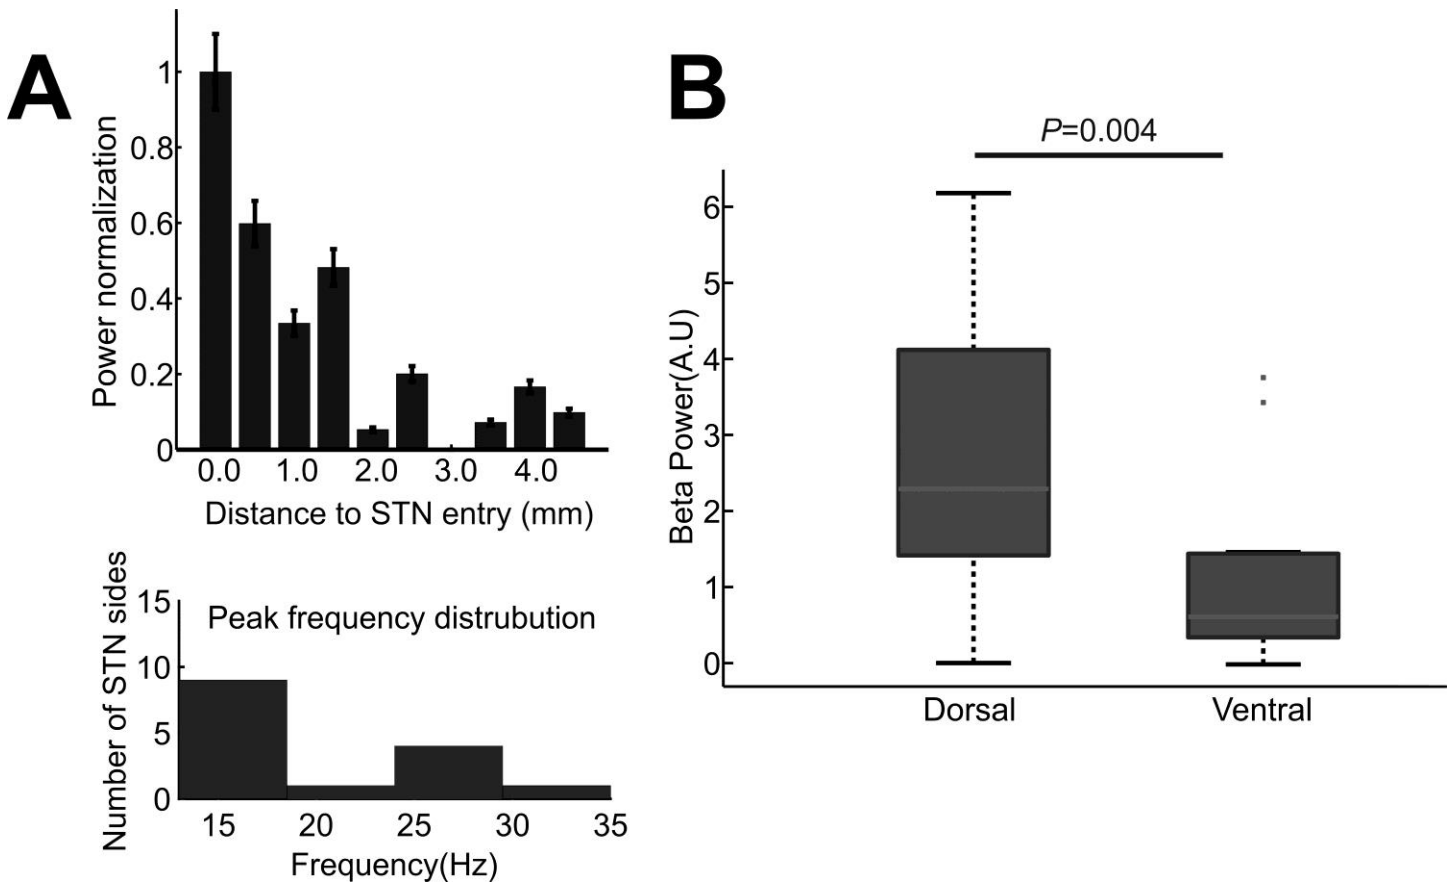 A
Power normalization
1
0.8
0.6
0.4
0.2
0
0.0 1.0 2.0 3.0 4.0
Distance to STN entry (mm)
Number of STN sides
15
10
5
0
Peak frequency distrubution
15 20 25 30 35
Frequency(Hz)
B
P=0.004
Beta Power(A.U)
6
5
4
3
2
1
0
Dorsal Ventral